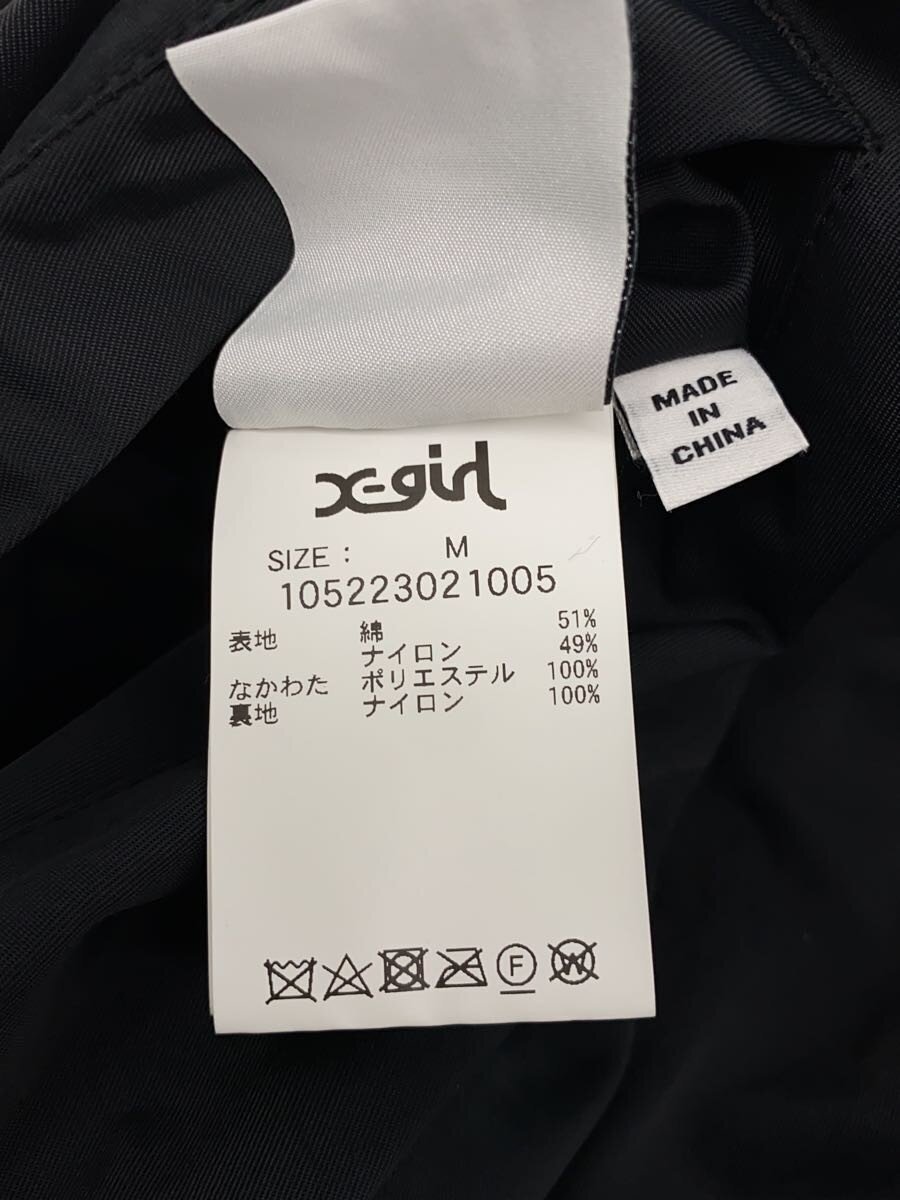 X-girl
SIZE : M
105223021005
表地 綿 51%
ナイロン 49%
なかわた ポリエステル 100%
裏地 ナイロン 100%
F
W
MADE
IN
CHINA